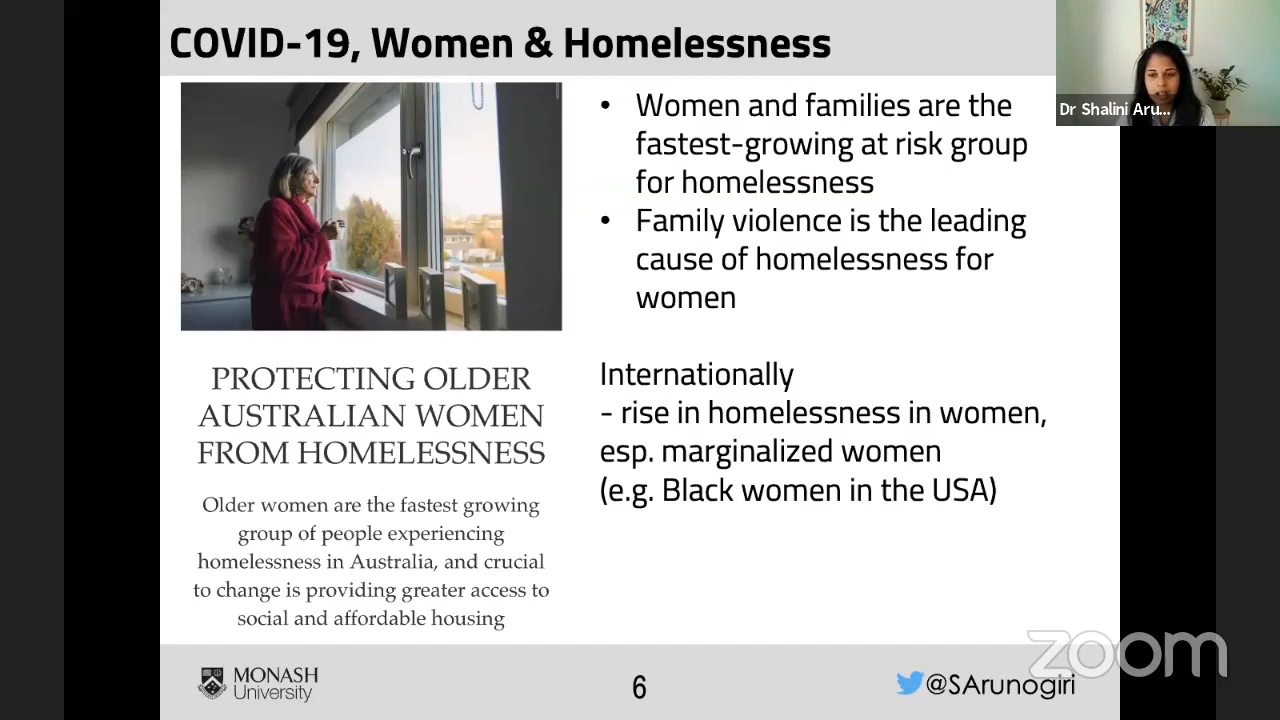 COVID-19, Women & Homelessness
Dr Shalini Aru...
• Women and families are the
fastest-growing at risk group
for homelessness
• Family violence is the leading
cause of homelessness for
women
Internationally
- rise in homelessness in women,
esp. marginalized women
(e.g. Black women in the USA)
PROTECTING OLDER
AUSTRALIAN WOMEN
FROM HOMELESSNESS
Older women are the fastest growing
group of people experiencing
homelessness in Australia, and crucial
to change is providing greater access to
social and affordable housing
MONASH
University
6
@SArunogiri
zoom